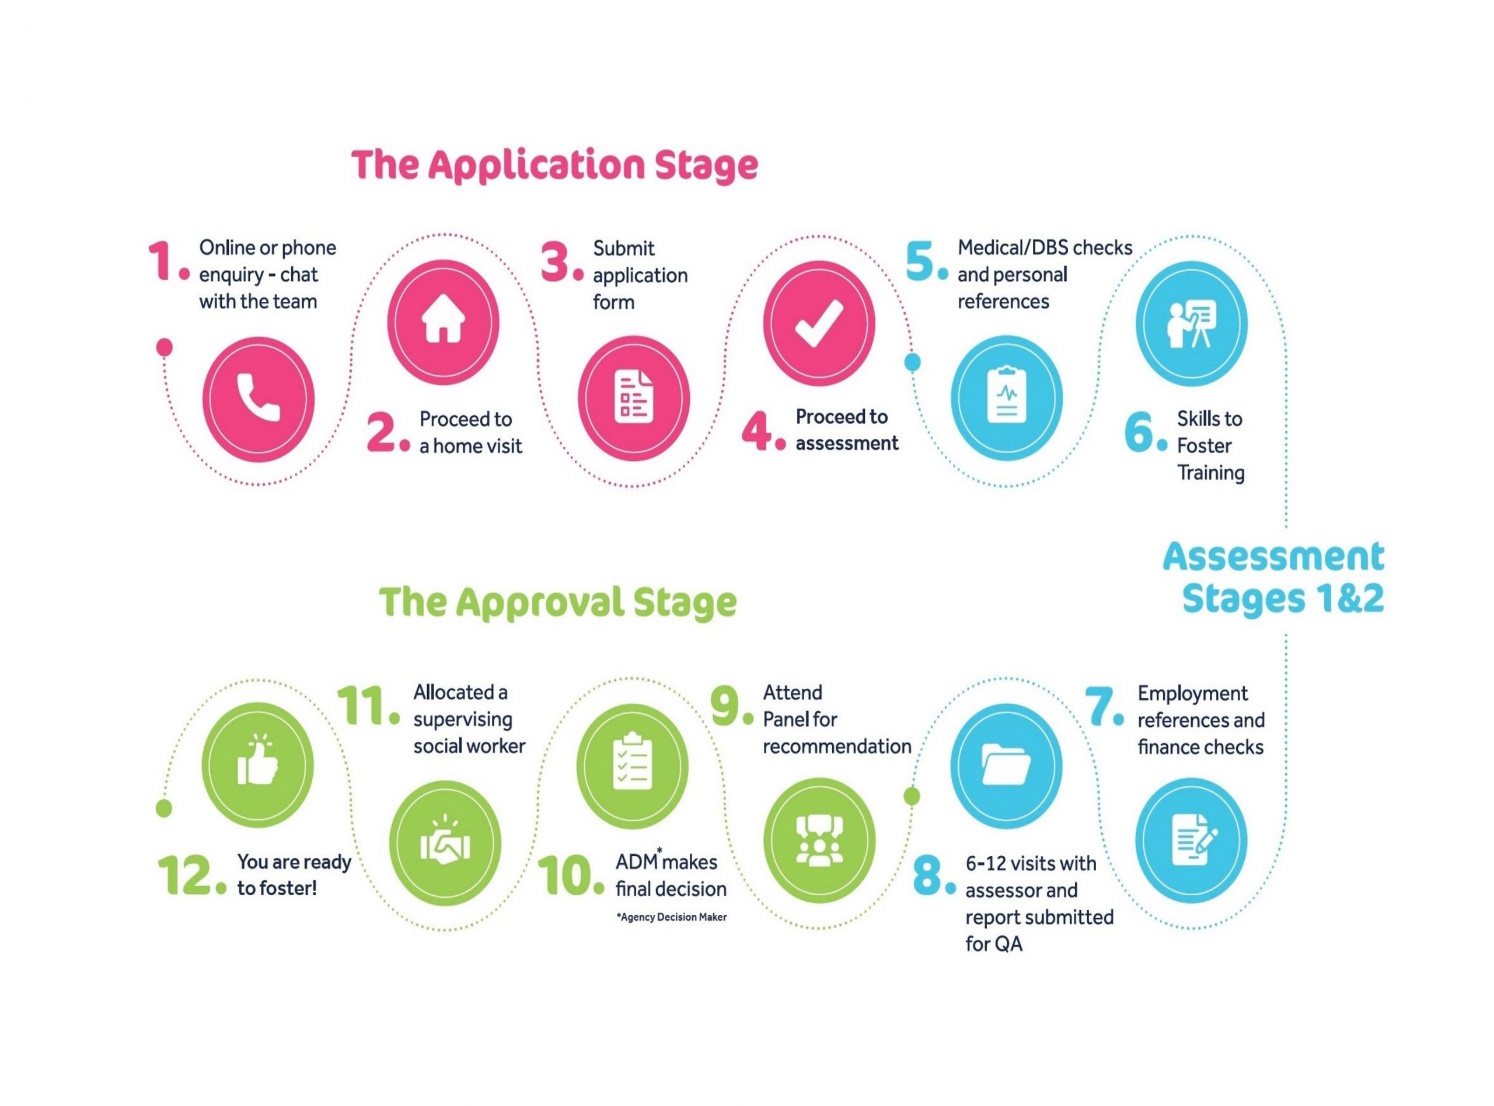 The Application Stage
1. Online or phone
enquiry - chat
with the team
2. Proceed to
a home visit
3. Submit
application
form
4. Proceed to
assessment
5. Medical/DBS checks
and personal
references
6. Skills to
Foster
Training
Assessment
Stages 1&2
7. Employment
references and
finance checks
8. 6-12 visits with
assessor and
report submitted
for QA
The Approval Stage
9. Attend
Panel for
recommendation
10. ADM* makes
final decision
*Agency Decision Maker
11. Allocated a
supervising
social worker
12. You are ready
to foster!